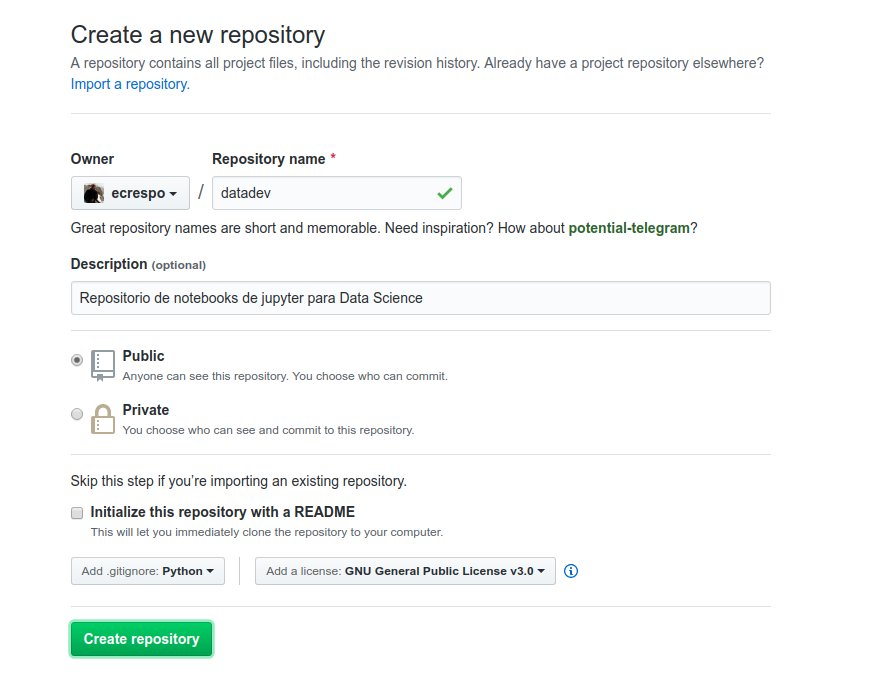 Create a new repository
A repository contains all project files, including the revision history. Already have a project repository elsewhere?
Import a repository.
Owner
Repository name *
ecrespo / datadev
Great repository names are short and memorable. Need inspiration? How about potential-telegram?
Description (optional)
Repositorio de notebooks de jupyter para Data Science
Public
Anyone can see this repository. You choose who can commit.
Private
You choose who can see and commit to this repository.
Skip this step if you’re importing an existing repository.
Initialize this repository with a README
This will let you immediately clone the repository to your computer.
Add .gitignore: Python
Add a license: GNU General Public License v3.0
Create repository